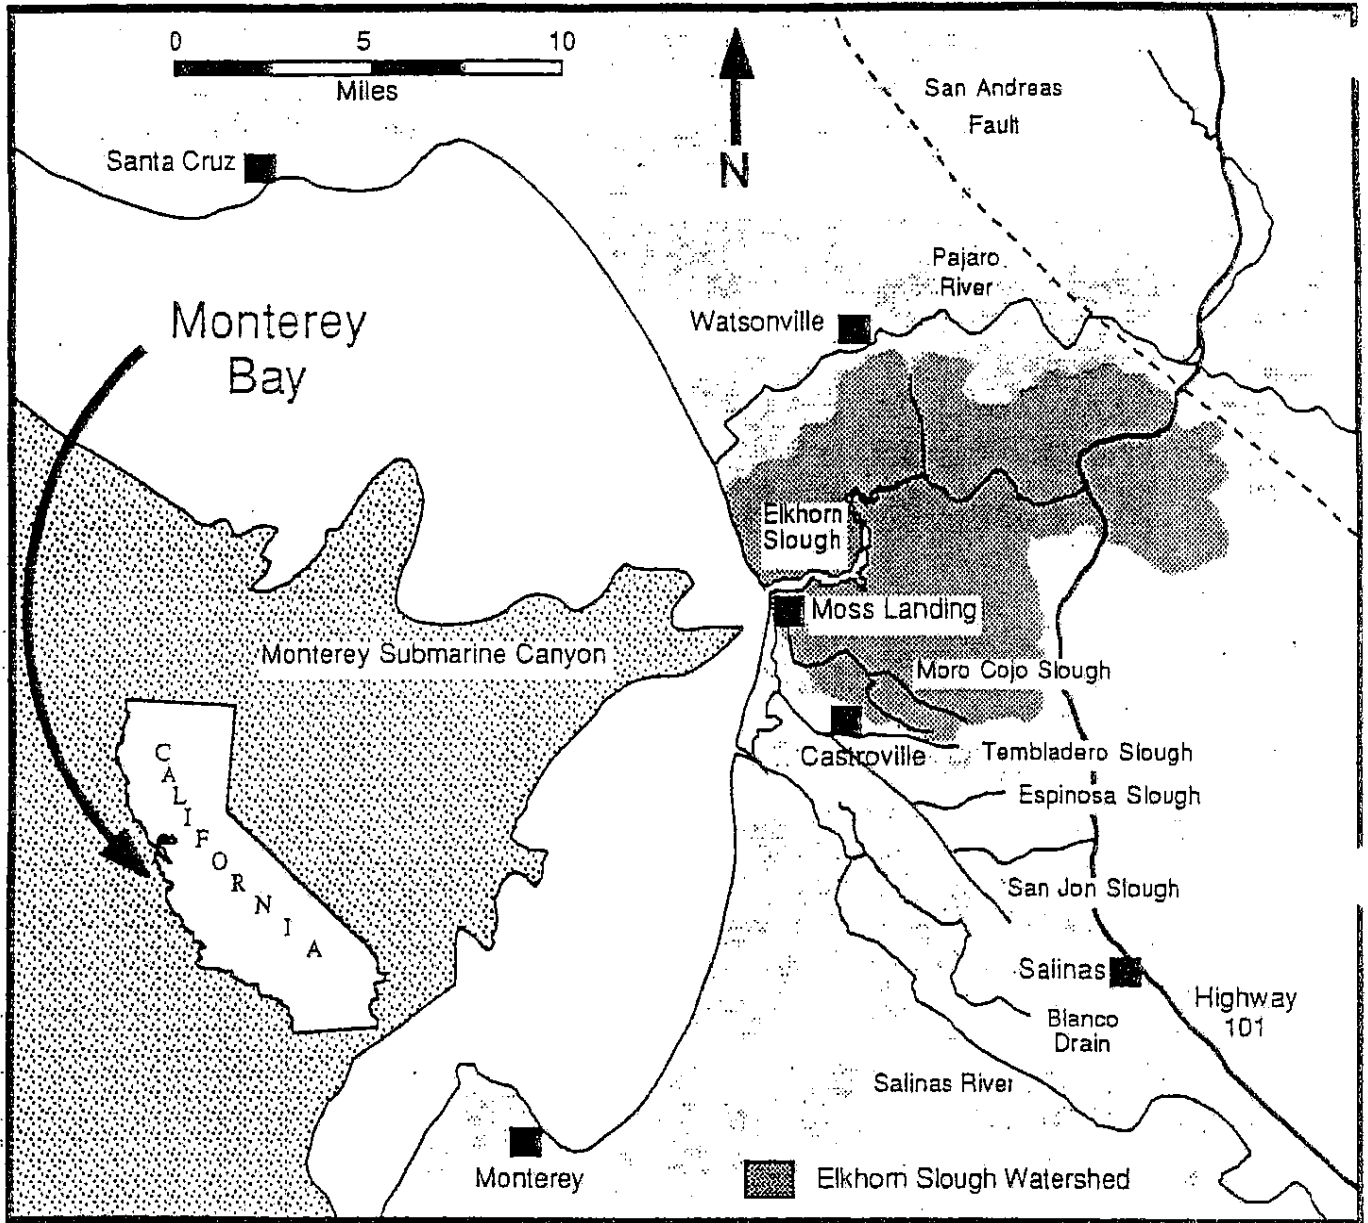 0 5 10
Miles
San Andreas
Fault
Santa Cruz
N
Pajaro
River
Watsonville
Monterey
Bay
Elkhorn
Slough
Moss Landing
Monterey Submarine Canyon
Moro Cojo Slough
Castroville
Tembladero Slough
Espinosa Slough
CALIFORNIA
San Jon Slough
Salinas
Highway
101
Blanco
Drain
Salinas River
Monterey
Elkhorn Slough Watershed